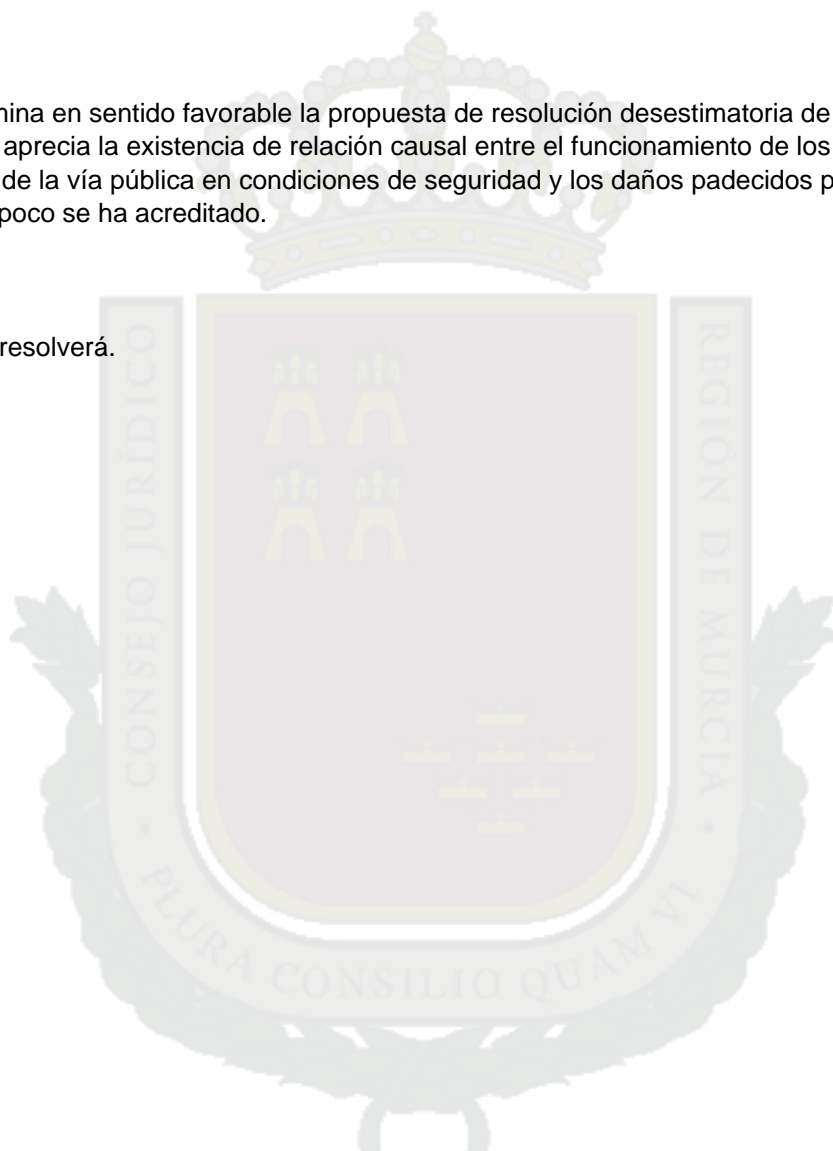 mina en sentido favorable la propuesta de resolución desestimatoria de
aprecia la existencia de relación causal entre el funcionamiento de los
de la vía pública en condiciones de seguridad y los daños padecidos p
poco se ha acreditado.
resolverá.
CONSEJO JURÍDICO
REGIÓN DE MURCIA
PLURA CONSILIO QUAM VI